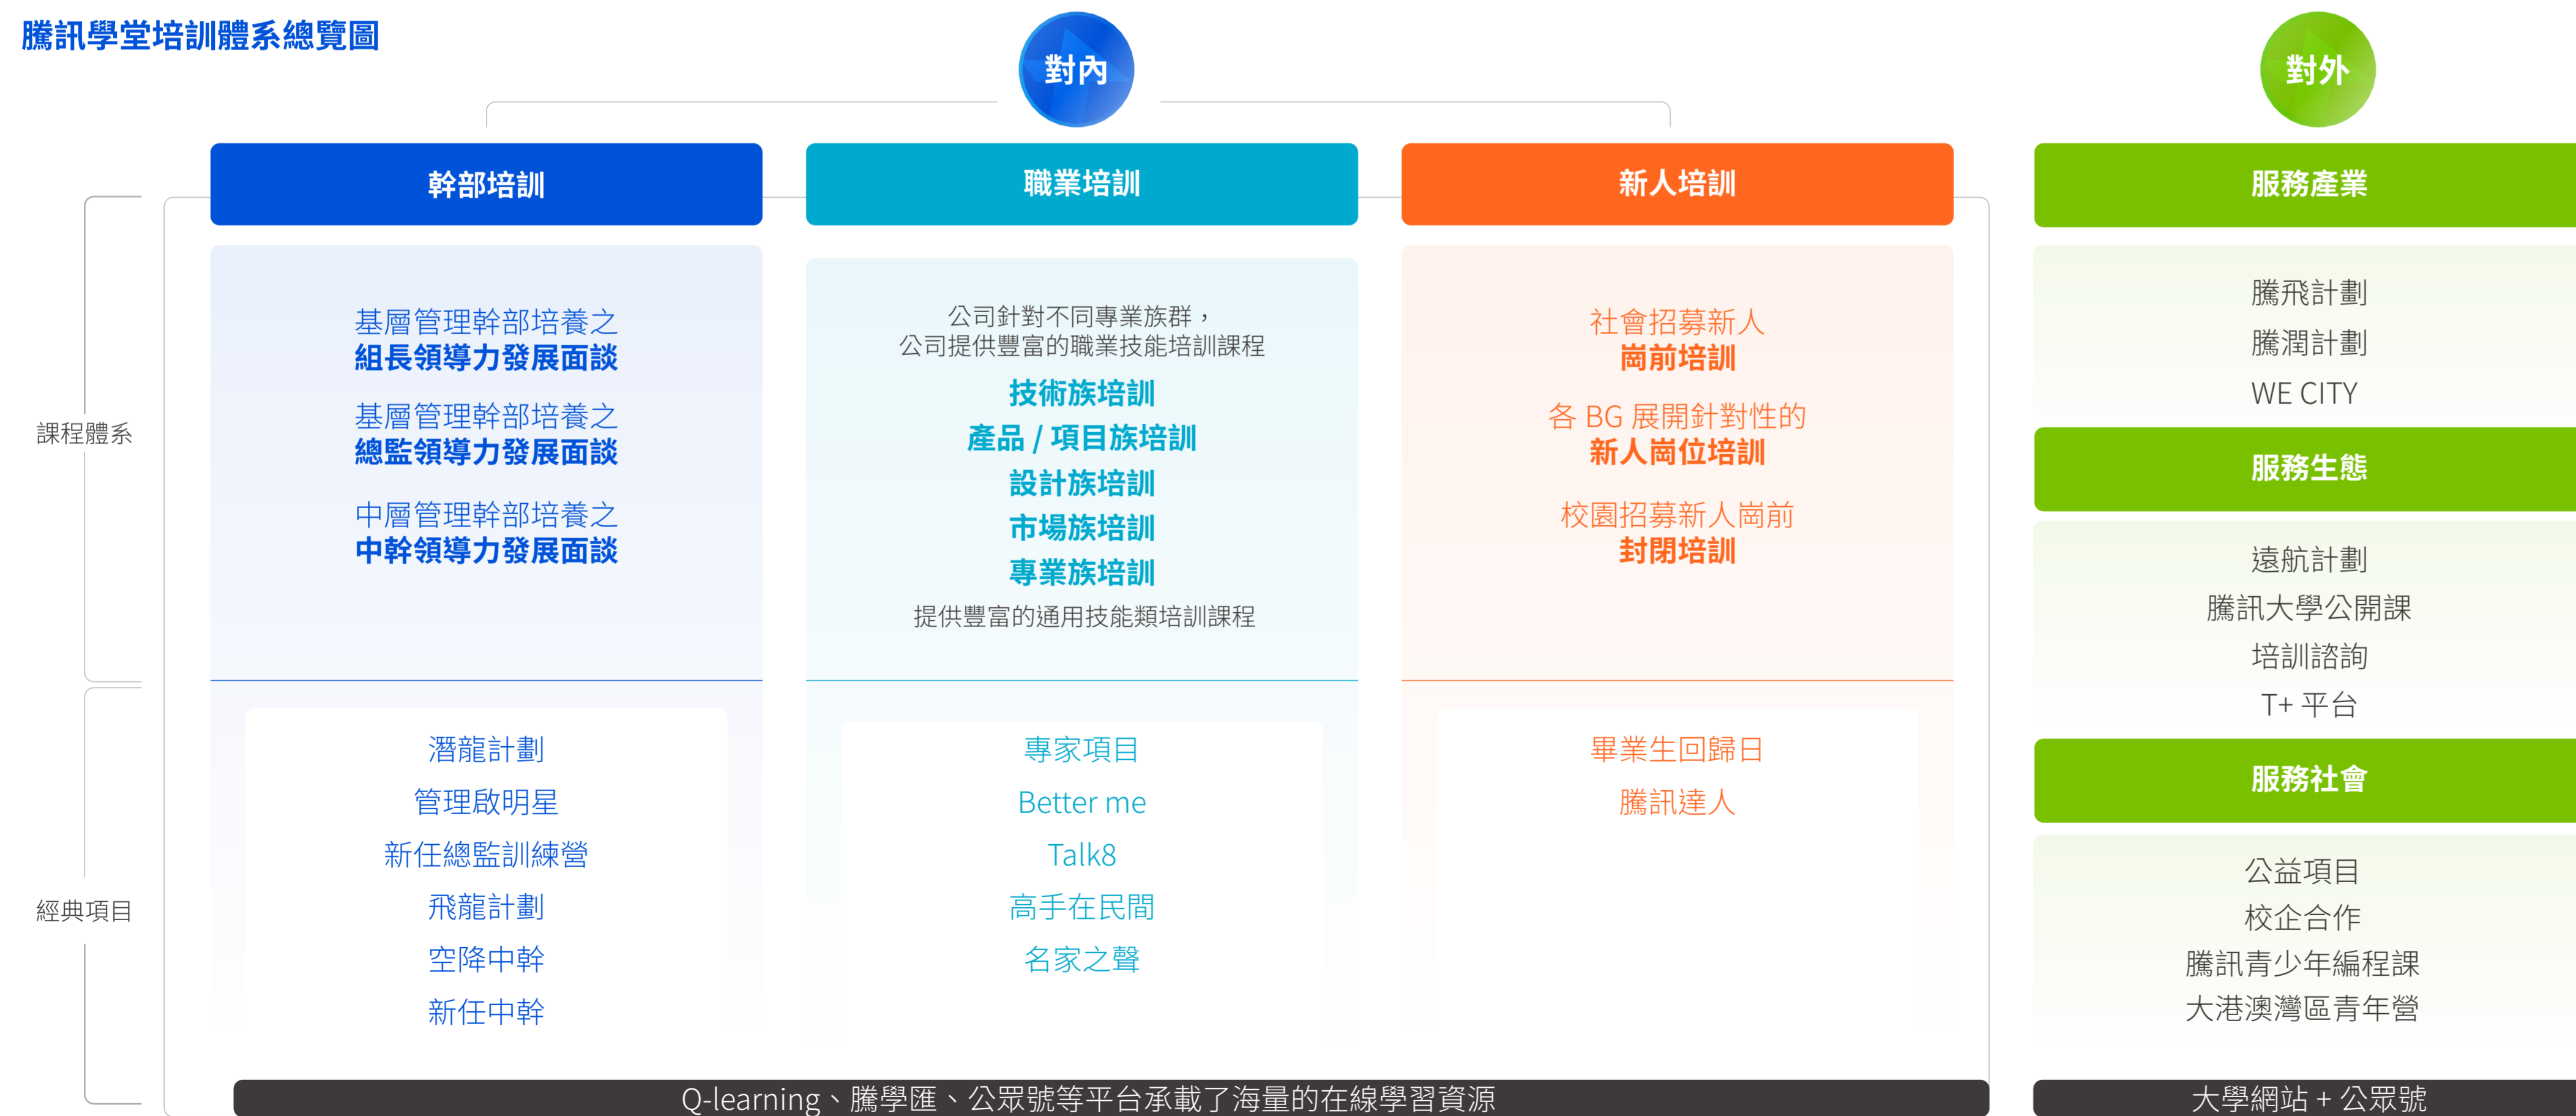 騰訊學堂培訓體系總覽圖
對內
對外
課程體系
經典項目
幹部培訓
基層管理幹部培養之
組長領導力發展面談
基層管理幹部培養之
總監領導力發展面談
中層管理幹部培養之
中幹領導力發展面談
潛龍計劃
管理啟明星
新任總監訓練營
飛龍計劃
空降中幹
新任中幹
職業培訓
公司針對不同專業族群，
公司提供豐富的職業技能培訓課程
技術族培訓
產品 / 項目族培訓
設計族培訓
市場族培訓
專業族培訓
提供豐富的通用技能類培訓課程
專家項目
Better me
Talk8
高手在民間
名家之聲
新人培訓
社會招募新人
崗前培訓
各 BG 展開針對性的
新人崗位培訓
校園招募新人崗前
封閉培訓
畢業生回歸日
騰訊達人
Q-learning、騰學匯、公眾號等平台承載了海量的在線學習資源
服務產業
騰飛計劃
騰潤計劃
WE CITY
服務生態
遠航計劃
騰訊大學公開課
培訓諮詢
T+ 平台
服務社會
公益項目
校企合作
騰訊青少年編程課
大港澳灣區青年營
大學網站 + 公眾號